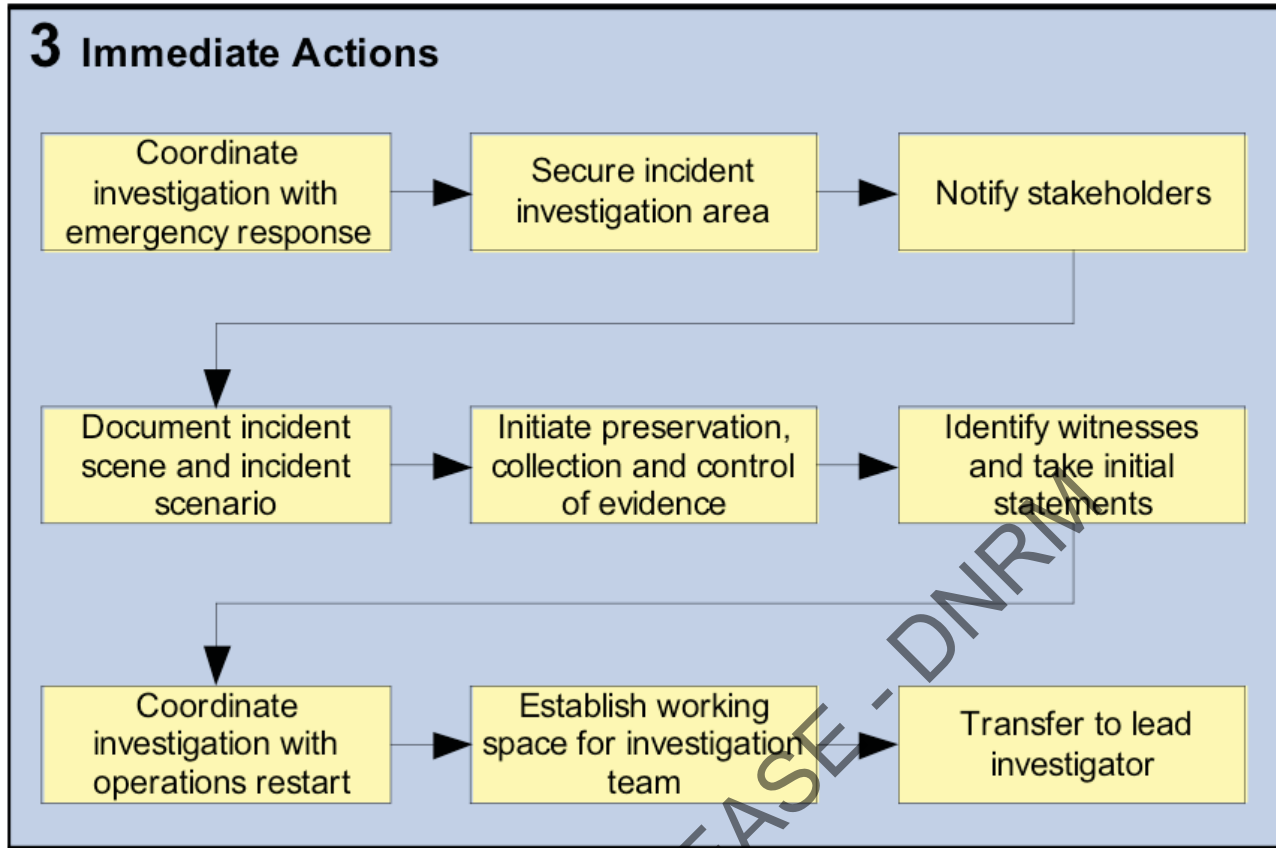 3 Immediate Actions
Coordinate
investigation with
emergency response
Secure incident
investigation area
Notify stakeholders
Document incident
scene and incident
scenario
Initiate preservation,
collection and control
of evidence
Identify witnesses
and take initial
statements
Coordinate
investigation with
operations restart
Establish working
space for investigation
team
Transfer to lead
investigator
EASE - DNRM